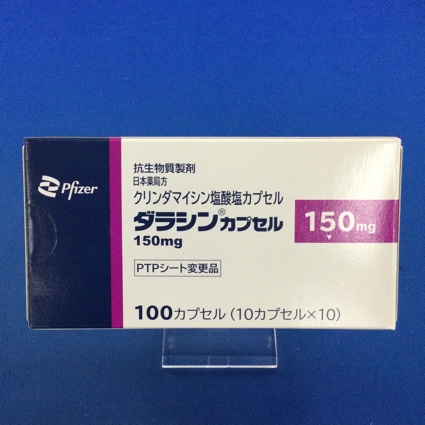 Pfizer
抗生物質製剤
日本薬局方
クリンダマイシン塩酸塩カプセル
ダラシン®カプセル
150mg
150mg
PTPシート変更品
100カプセル(10カプセル×10)